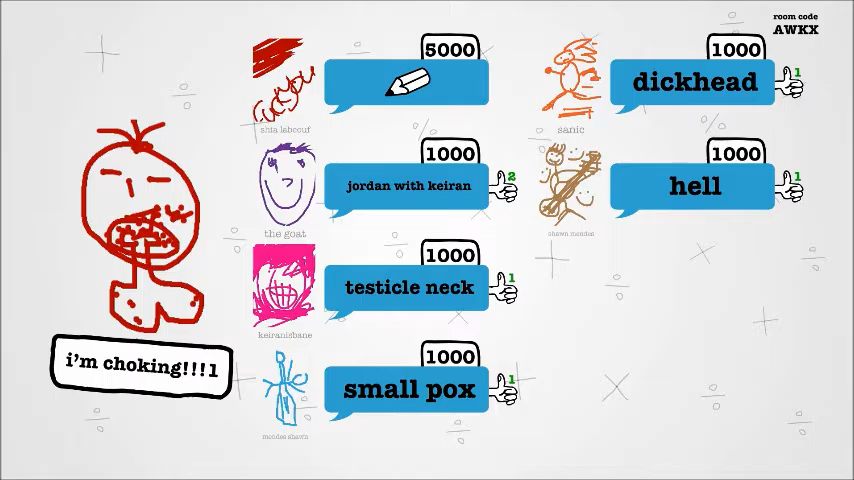 room code
AWKX
5000
shia labouf
1000
dickhead
1
sanic
1000
jordan with keiran
2
the goat
1000
hell
1
shawn mendes
1000
testicle neck
1
keiranisbane
1000
small pox
1
mendes shawn
i'm choking!!!1